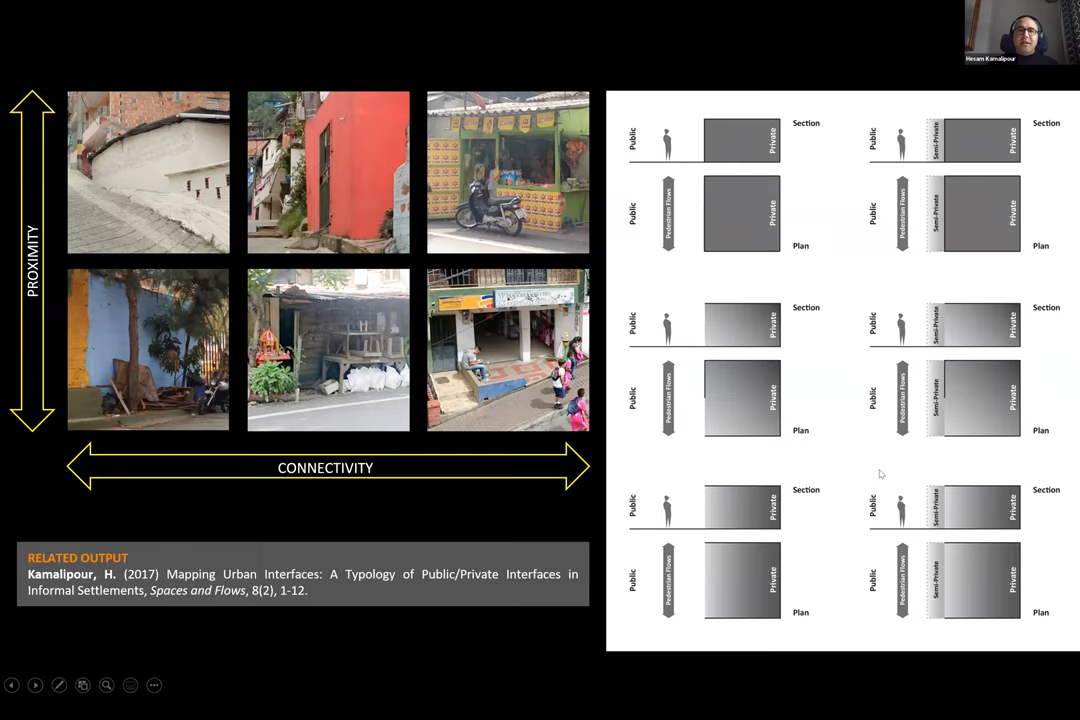 Hesam Kamalipour
PROXIMITY
CONNECTIVITY
RELATED OUTPUT
Kamalipour, H. (2017) Mapping Urban Interfaces: A Typology of Public/Private Interfaces in
Informal Settlements, Spaces and Flows, 8(2), 1-12.
Public
Private
Section
Public
Pedestrian Flows
Private
Plan
Public
Semi-Private
Private
Section
Public
Pedestrian Flows
Semi-Private
Private
Plan
Public
Private
Section
Public
Pedestrian Flows
Private
Plan
Public
Semi-Private
Private
Section
Public
Pedestrian Flows
Semi-Private
Private
Plan
Public
Private
Section
Public
Pedestrian Flows
Private
Plan
Public
Semi-Private
Private
Section
Public
Pedestrian Flows
Semi-Private
Private
Plan